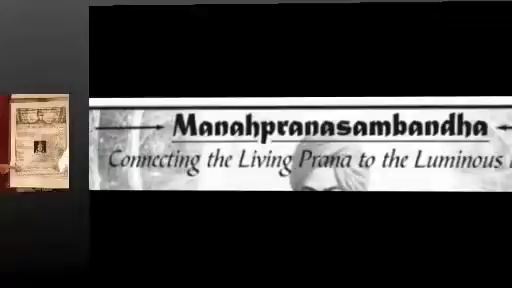 Manahpranasambandha
Connecting the Living Prana to the Luminous